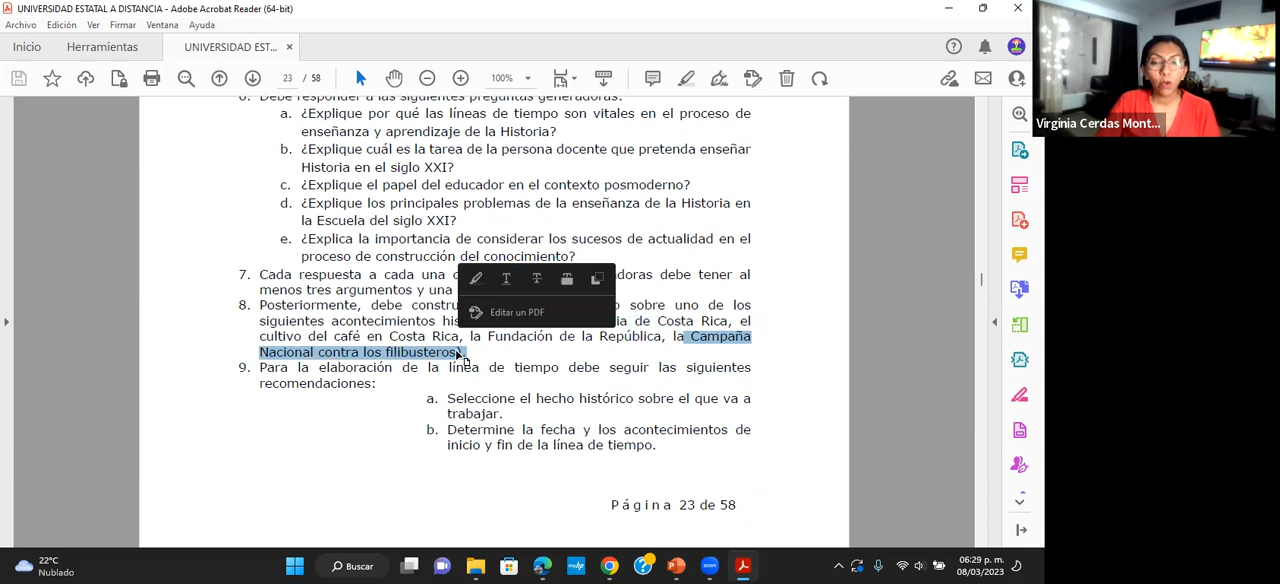 UNIVERSIDAD ESTATAL A DISTANCIA - Adobe Acrobat Reader (64-bit)
Archivo Edición Ver Firmar Ventana Ayuda
Inicio Herramientas UNIVERSIDAD EST... ×
23 / 58 100%
6. Debe responder a las siguientes preguntas generadoras:
a. ¿Explique por qué las líneas de tiempo son vitales en el proceso de
enseñanza y aprendizaje de la Historia?
b. ¿Explique cuál es la tarea de la persona docente que pretenda enseñar
Historia en el siglo XXI?
c. ¿Explique el papel del educador en el contexto posmoderno?
d. ¿Explique los principales problemas de la enseñanza de la Historia en
la Escuela del siglo XXI?
e. ¿Explica la importancia de considerar los sucesos de actualidad en el
proceso de construcción del conocimiento?
7. Cada respuesta a cada una doras debe tener al
menos tres argumentos y una
8. Posteriormente, debe constru sobre uno de los
siguientes acontecimientos his ia de Costa Rica, el
cultivo del café en Costa Rica, la Fundación de la República, la Campaña
Nacional contra los filibusteros).
9. Para la elaboración de la línea de tiempo debe seguir las siguientes
recomendaciones:
a. Seleccione el hecho histórico sobre el que va a
trabajar.
b. Determine la fecha y los acontecimientos de
inicio y fin de la línea de tiempo.
Página 23 de 58
Editar un PDF
Virginia Cerdas Mont...
22°C
Nublado
Buscar
zoom
06:29 p. m.
08/03/2023